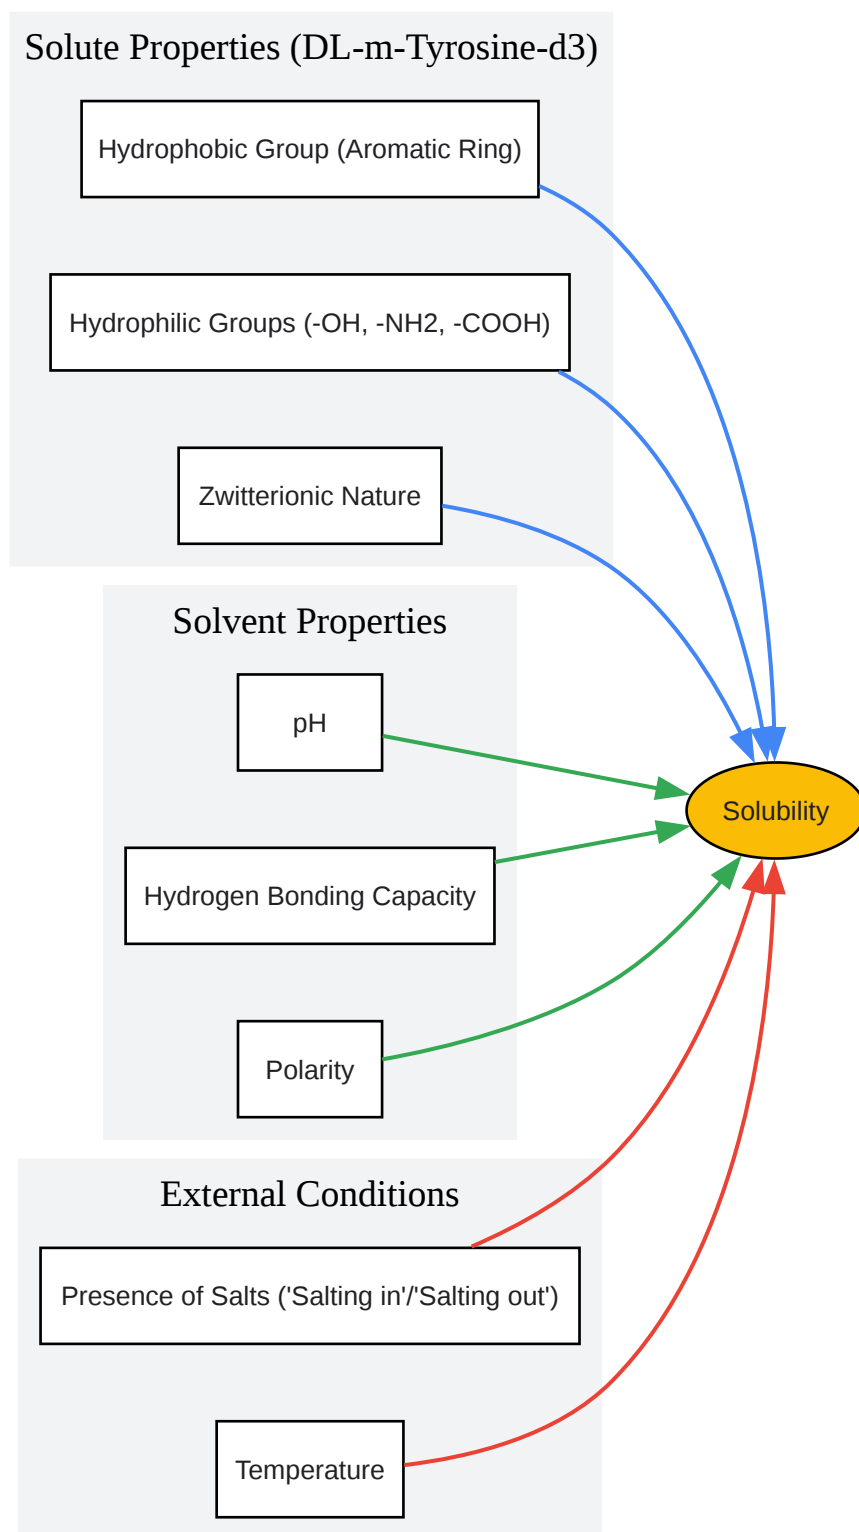 Solute Properties (DL-m-Tyrosine-d3)
Hydrophobic Group (Aromatic Ring)
Hydrophilic Groups (-OH, -NH2, -COOH)
Zwitterionic Nature
Solvent Properties
pH
Hydrogen Bonding Capacity
Polarity
Solubility
External Conditions
Presence of Salts ('Salting in'/'Salting out')
Temperature